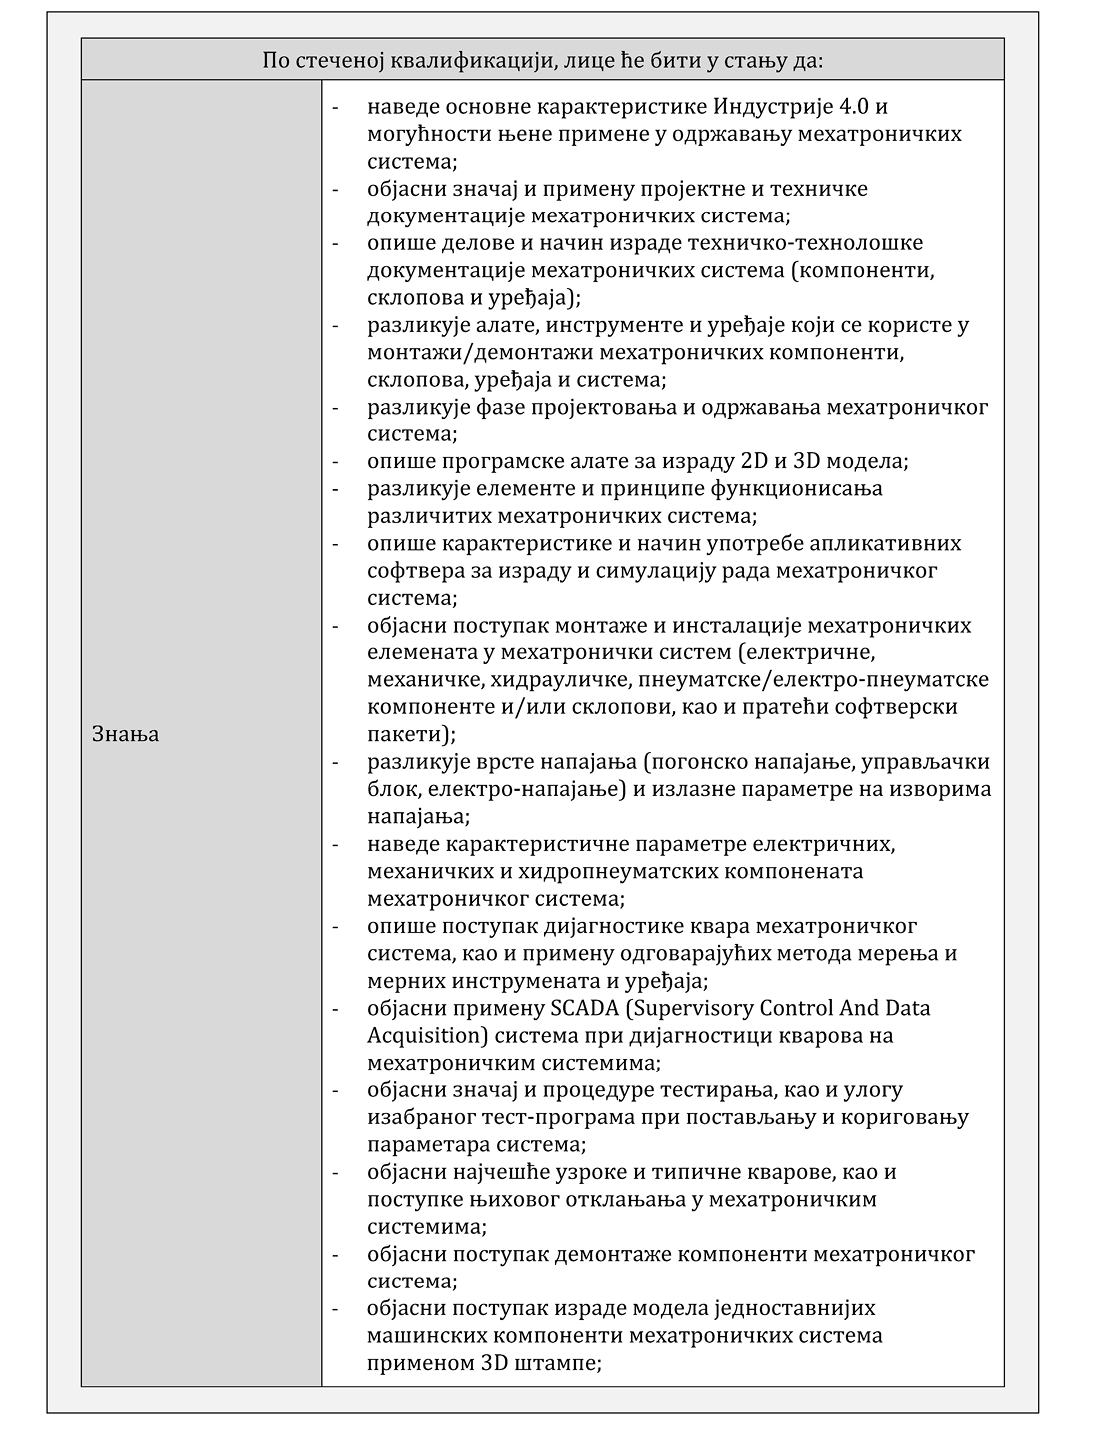 По стеченој квалификацији, лице ће бити у стању да:
Знања
- наведе основне карактеристике Индустрије 4.0 и
могућности њене примене у одржавању мехатроничких
система;
- објасни значај и примену пројектне и техничке
документације мехатроничких система;
- опише делове и начин израде техничко-технолошке
документације мехатроничких система (компоненти,
склопова и уређаја);
- разликује алате, инструменте и уређаје који се користе у
монтажи/демонтажи мехатроничких компоненти,
склопова, уређаја и система;
- разликује фазе пројектовања и одржавања мехатроничког
система;
- опише програмске алате за израду 2D и 3D модела;
- разликује елементе и принципе функционисања
различитих мехатроничких система;
- опише карактеристике и начин употребе апликативних
софтвера за израду и симулацију рада мехатроничког
система;
- објасни поступак монтаже и инсталације мехатроничких
елемената у мехатронички систем (електричне,
механичке, хидрауличке, пнеуматске/електро-пнеуматске
компоненте и/или склопови, као и пратећи софтверски
пакети);
- разликује врсте напајања (погонско напајање, управљачки
блок, електро-напајање) и излазне параметре на изворима
напајања;
- наведе карактеристичне параметре електричних,
механичких и хидропнеуматских компонената
мехатроничког система;
- опише поступак дијагностике квара мехатроничког
система, као и примену одговарајућих метода мерења и
мерних инструмената и уређаја;
- објасни примену SCADA (Supervisory Control And Data
Acquisition) система при дијагностици кварова на
мехатроничким системима;
- објасни значај и процедуре тестирања, као и улогу
изабраног тест-програма при постављању и кориговању
параметара система;
- објасни најчешће узроке и типичне кварове, као и
поступке њиховог отклањања у мехатроничким
системима;
- објасни поступак демонтаже компоненти мехатроничког
система;
- објасни поступак израде модела једноставнијих
машинских компоненти мехатроничких система
применом 3D штампе;